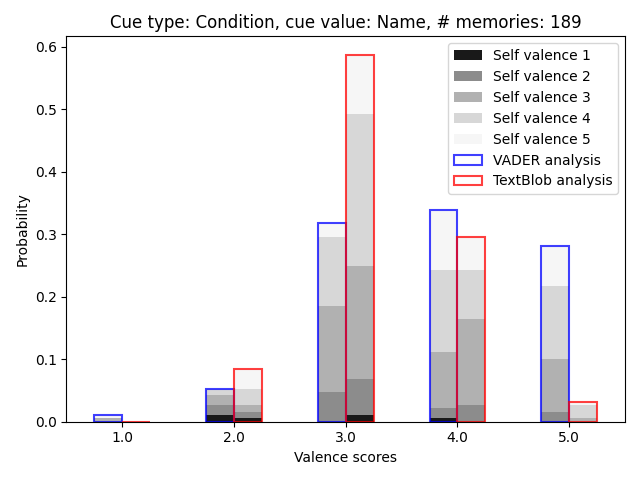 Cue type: Condition, cue value: Name, # memories: 189
0.6
0.5
0.4
0.3
0.2
0.1
0.0
Probability
Self valence 1
Self valence 2
Self valence 3
Self valence 4
Self valence 5
VADER analysis
TextBlob analysis
1.0 2.0 3.0 4.0 5.0
Valence scores